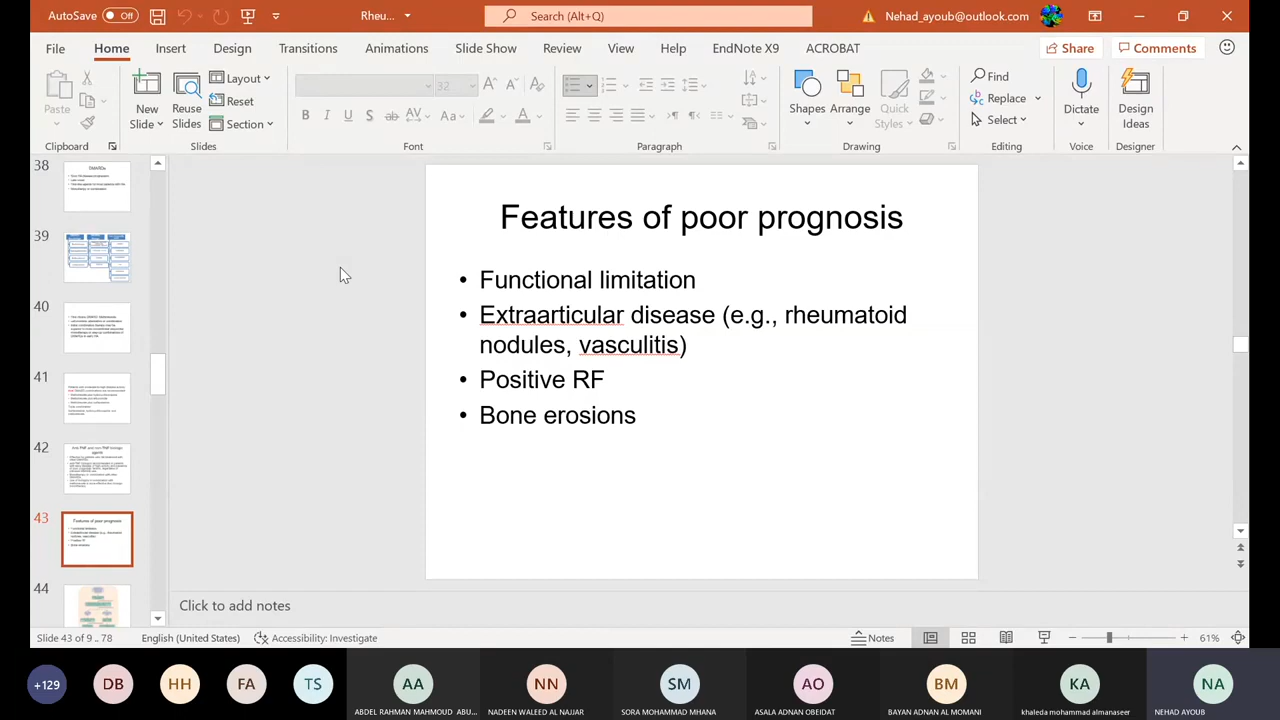 AutoSave Off Rheu... Search (Alt+Q) Nehad_ayoub@outlook.com
File Home Insert Design Transitions Animations Slide Show Review View Help EndNote X9 ACROBAT Share Comments
Paste New Slide Reuse Slides Layout Reset Section 32 Shapes Arrange Quick Styles Find Replace Select Dictate Design Ideas
Clipboard Slides Font Paragraph Drawing Editing Voice Designer
38
DMARDs
39
40
41
42
43
Features of poor prognosis
44
Features of poor prognosis
• Functional limitation
• Extraarticular disease (e.g., rheumatoid
nodules, vasculitis)
• Positive RF
• Bone erosions
Click to add notes
Slide 43 of 9 .. 78 English (United States) Accessibility: Investigate Notes 61%
+129 DB HH FA TS AA NN SM AO BM KA NA
ABDEL RAHMAN MAHMOUD ABU... NADEEN WALEED AL NAJJAR SORA MOHAMMAD MHANA ASALA ADNAN OBEIDAT BAYAN ADNAN AL MOMANI khaleda mohammad almanaseer NEHAD AYOUB